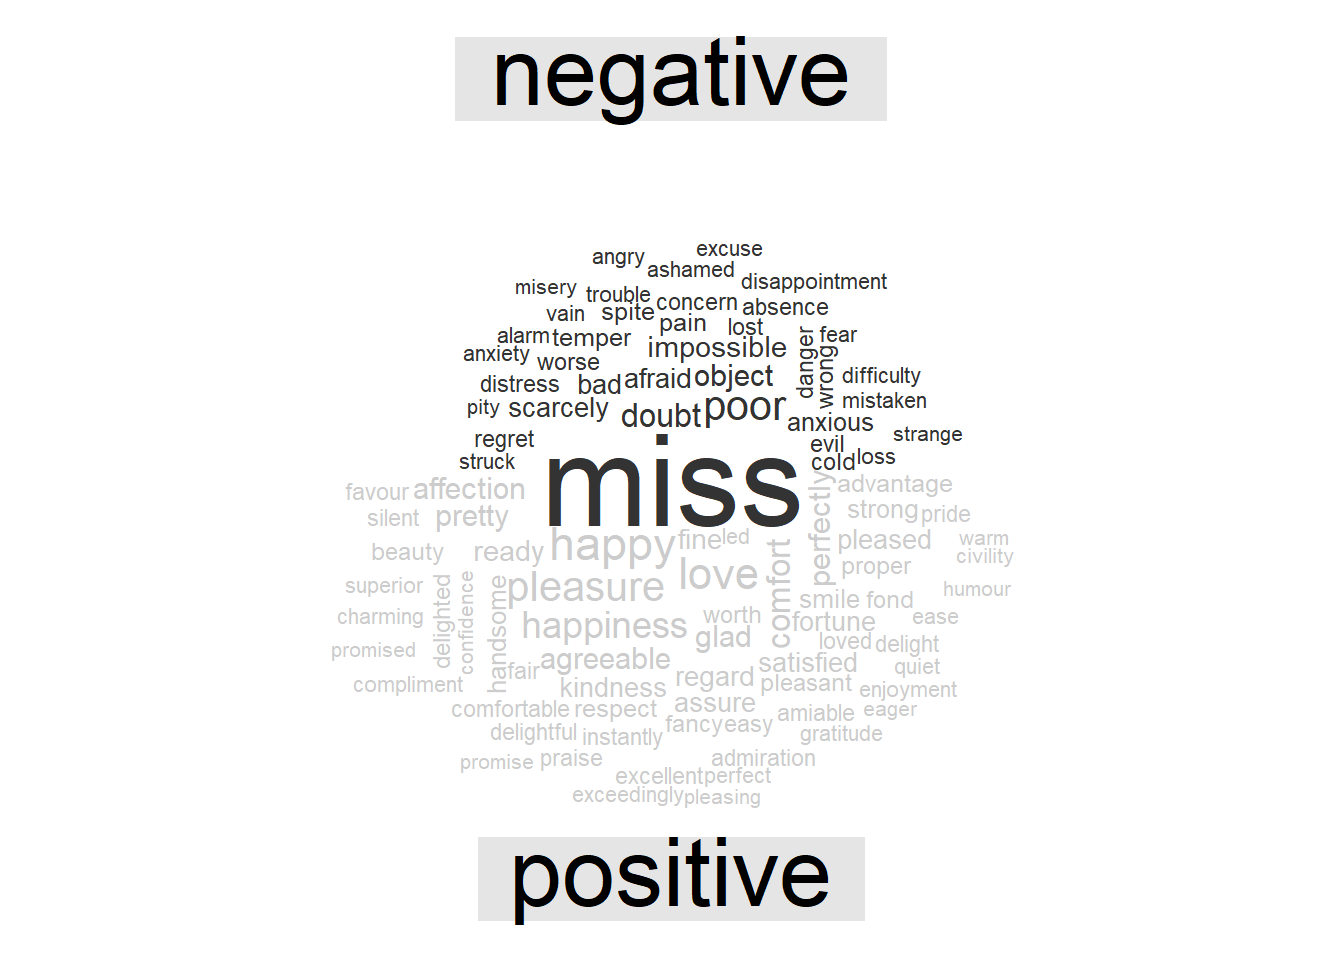 negative
excuse
angry
ashamed
disappointment
misery
trouble
concern
absence
vain
spite
pain
lost
alarm
temper
impossible
danger
fear
anxiety
worse
wrong
distress
bad
afraid
object
difficulty
pity
scarcely
doubt
poor
mistaken
anxious
regret
evil
strange
struck
miss
cold
loss
favour
affection
perfectly
advantage
silent
pretty
strong
pride
beauty
ready
happy
fine
led
comfort
pleased
warm
civility
superior
delighted
confidence
handsome
pleasure
love
proper
humour
charming
happiness
worth
smile
fond
fortune
ease
promised
glad
loved
delight
compliment
fair
agreeable
satisfied
quiet
kindness
regard
pleasant
enjoyment
comfortable
respect
assure
amiable
eager
delightful
instantly
fancy
easy
gratitude
promise
praise
admiration
excellent
perfect
exceedingly
pleasing
positive